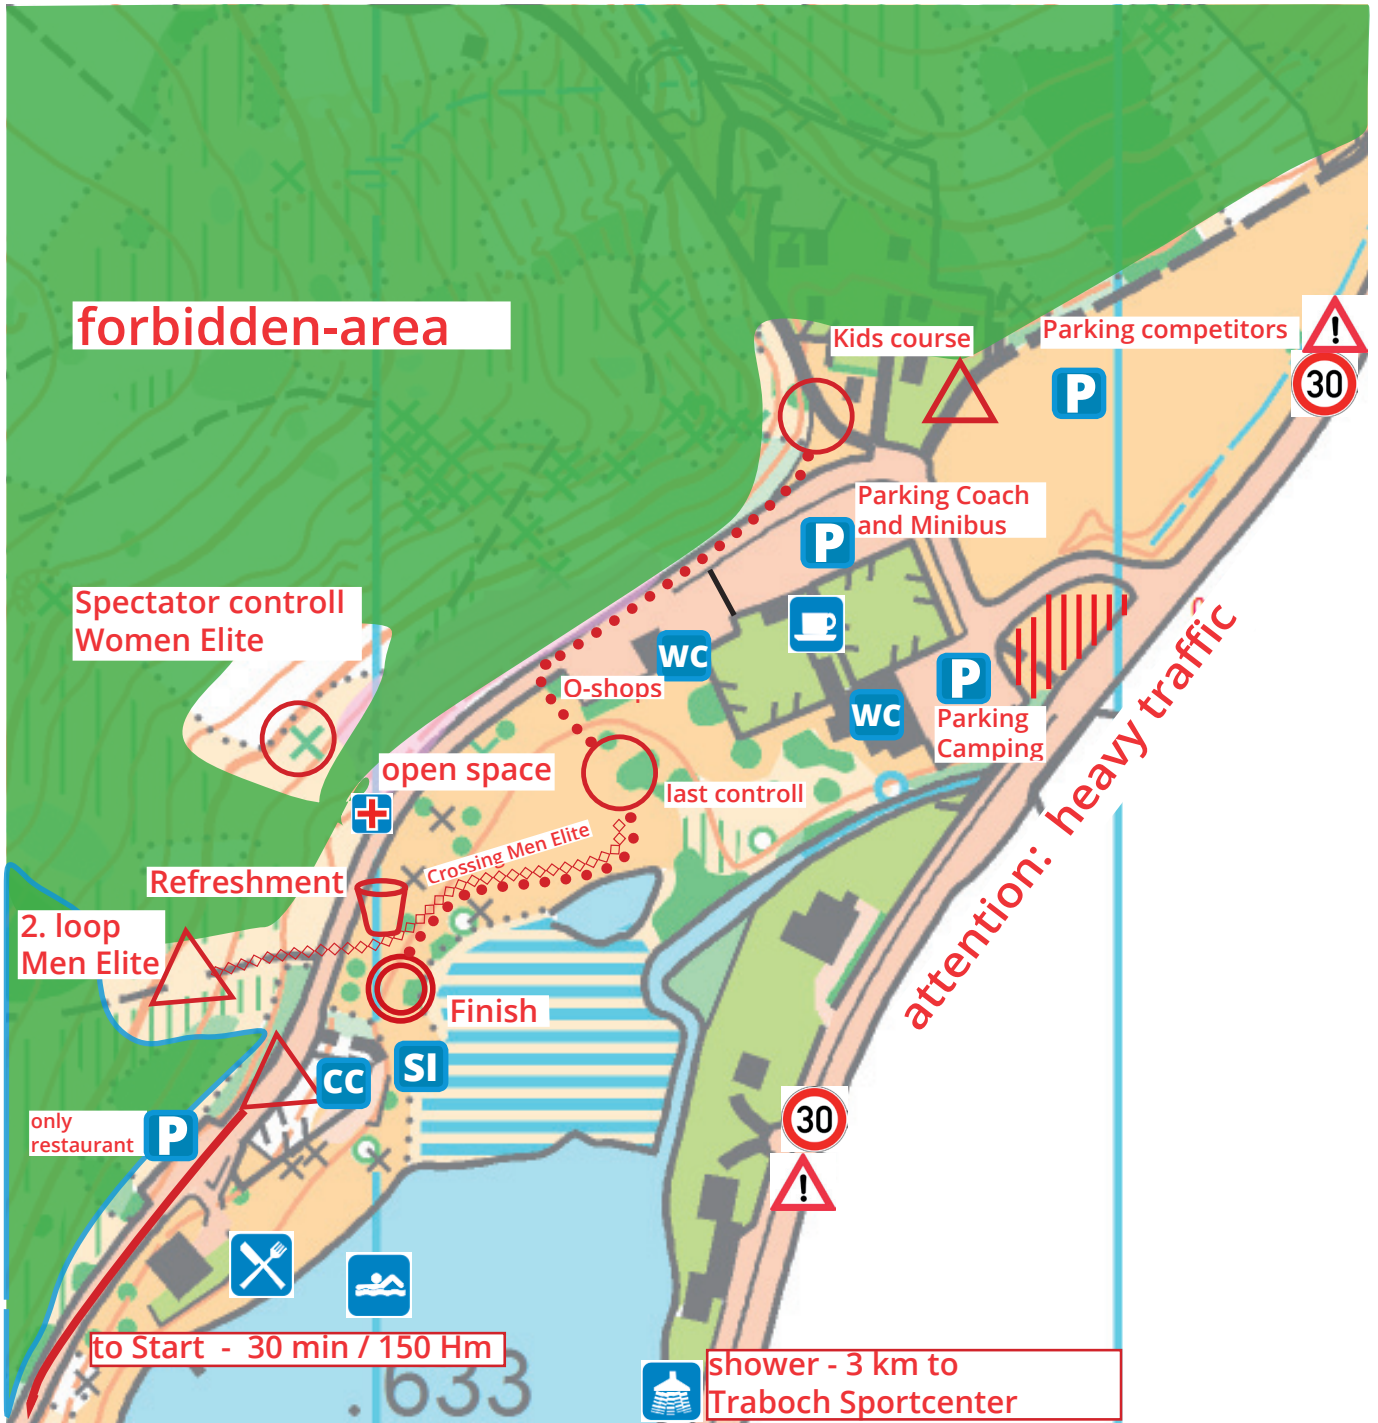 forbidden-area
Kids course
Parking competitors
!
30
P
Parking Coach
and Minibus
P
Spectator controll
Women Elite
WC
O-shops
P
WC
Parking
Camping
open space
last controll
attention: heavy traffic
Crossing Men Elite
Refreshment
2. loop
Men Elite
Finish
SI
CC
only
restaurant
P
30
!
to Start - 30 min / 150 Hm
.633
shower - 3 km to
Traboch Sportcenter